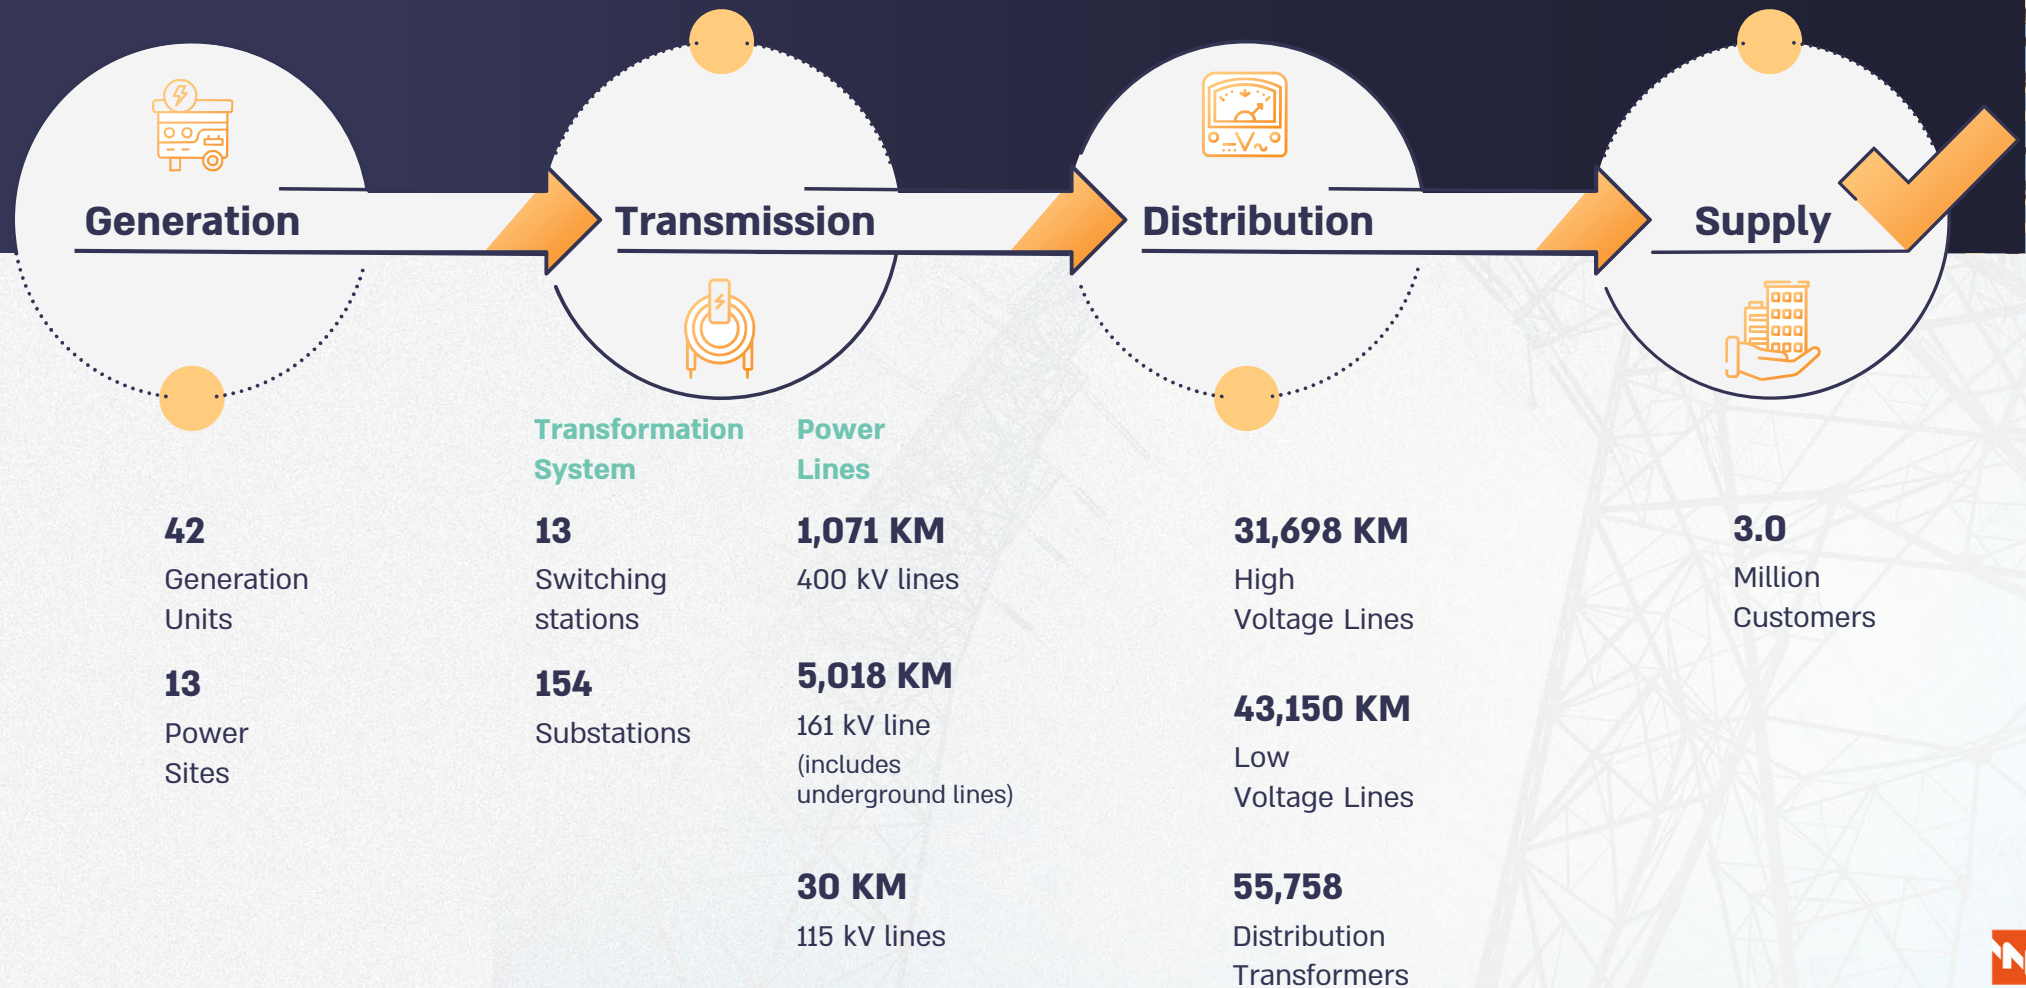 Generation
Transmission
Distribution
Supply
42
Generation
Units
13
Power
Sites
Transformation
System
13
Switching
stations
154
Substations
Power
Lines
1,071 KM
400 kV lines
5,018 KM
161 kV line
(includes
underground lines)
30 KM
115 kV lines
31,698 KM
High
Voltage Lines
43,150 KM
Low
Voltage Lines
55,758
Distribution
Transformers
3.0
Million
Customers